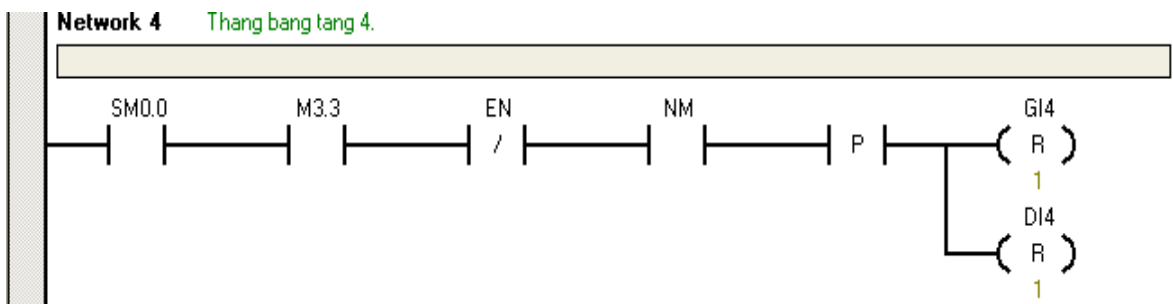 Network 4 Thang bang tang 4.
SM0.0 M3.3 EN NM GI4
/ P R
1
DI4
R
1